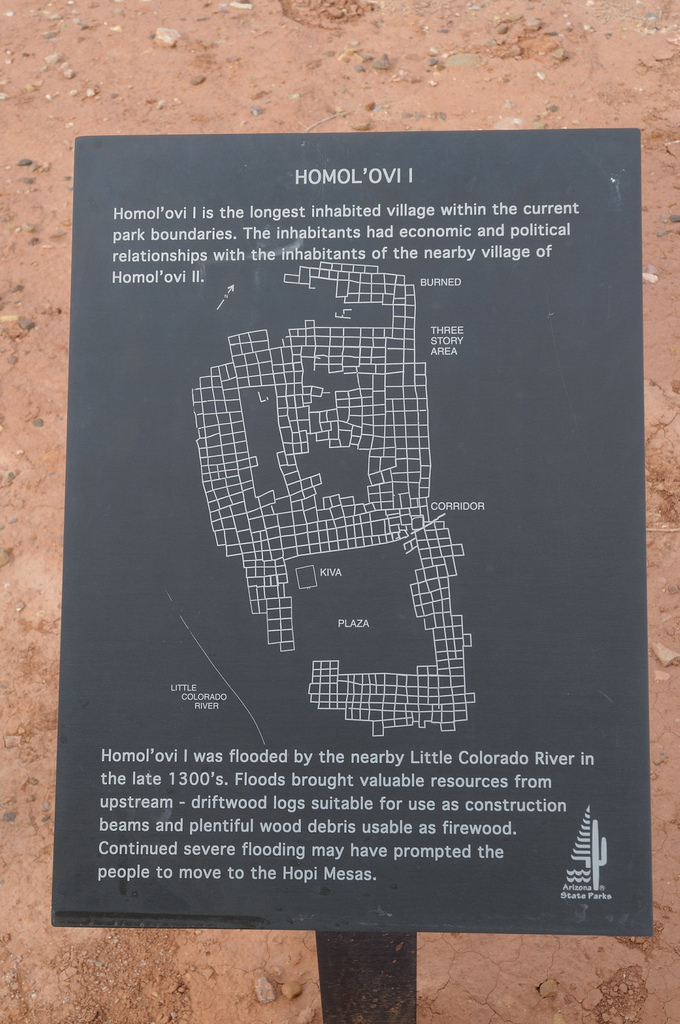 HOMOL'OVI I
Homol'ovi I is the longest inhabited village within the current
park boundaries. The inhabitants had economic and political
relationships with the inhabitants of the nearby village of
Homol'ovi II.
BURNED
THREE
STORY
AREA
CORRIDOR
KIVA
PLAZA
LITTLE
COLORADO
RIVER
Homol'ovi I was flooded by the nearby Little Colorado River in
the late 1300's. Floods brought valuable resources from
upstream - driftwood logs suitable for use as construction
beams and plentiful wood debris usable as firewood.
Continued severe flooding may have prompted the
people to move to the Hopi Mesas.
Arizona ®
State Parks